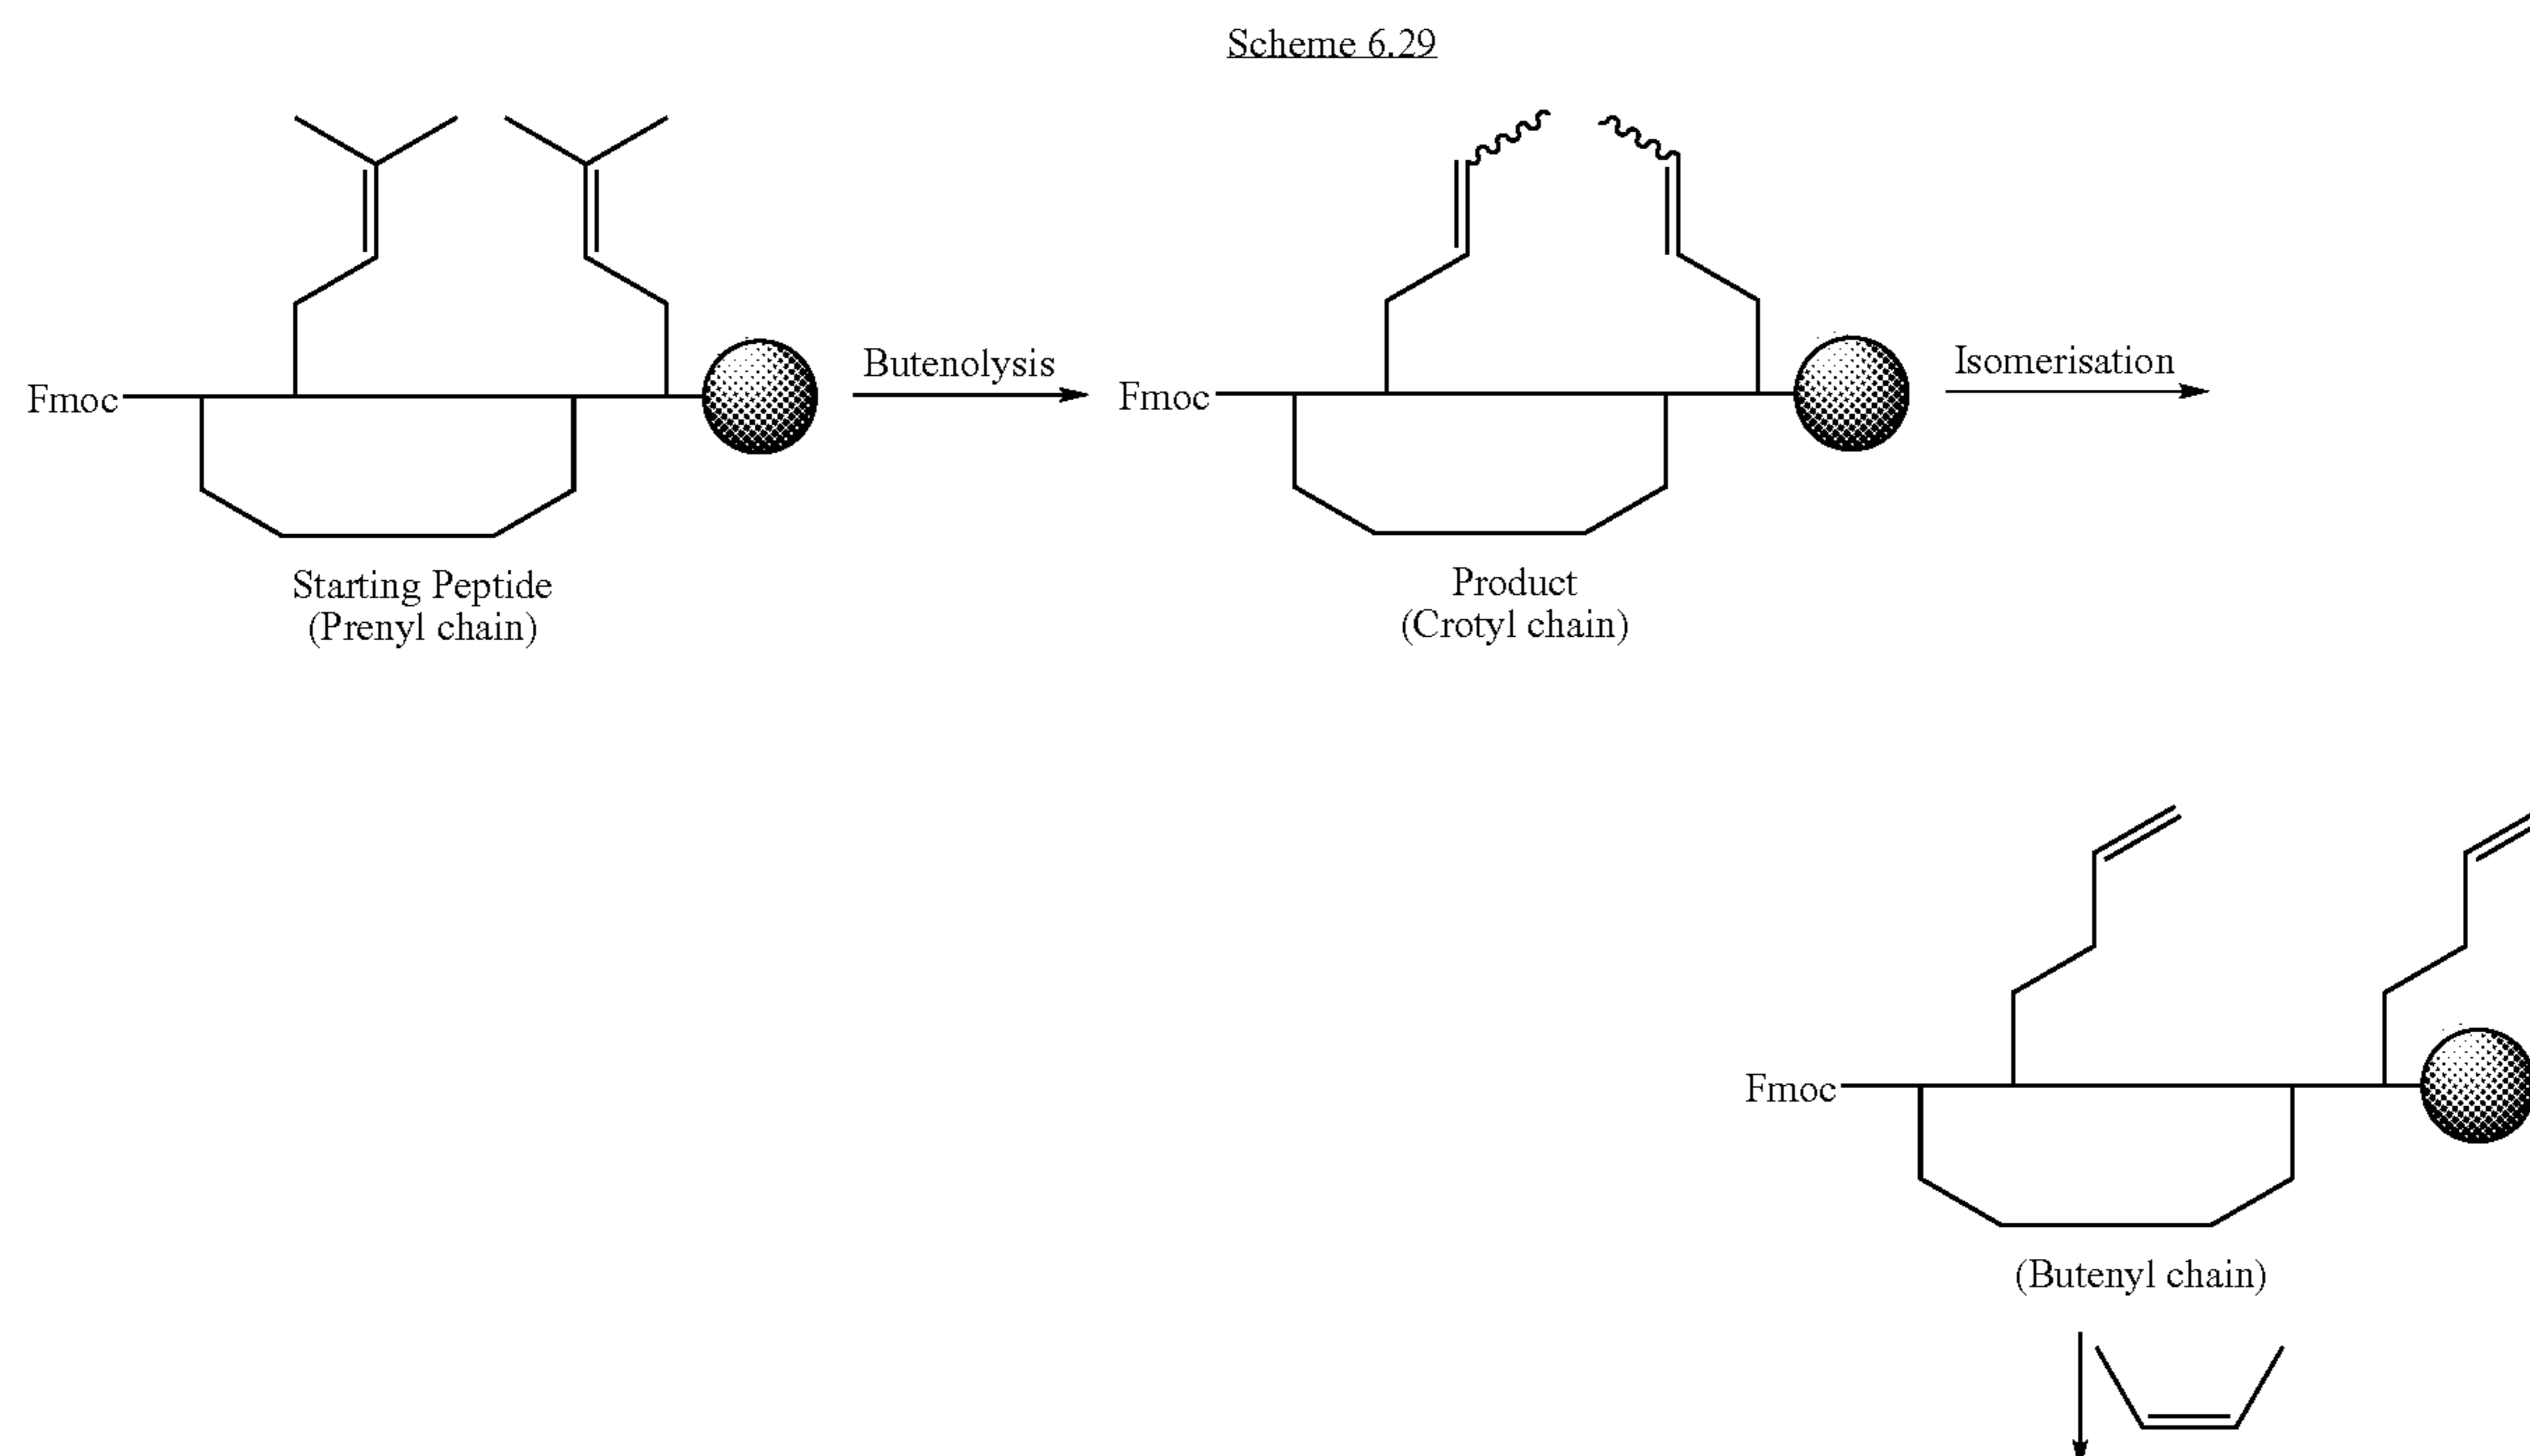 Scheme 6.29
Fmoc
Butenolysis
Fmoc
Isomerisation
Starting Peptide
(Prenyl chain)
Product
(Crotyl chain)
Fmoc
(Butenyl chain)